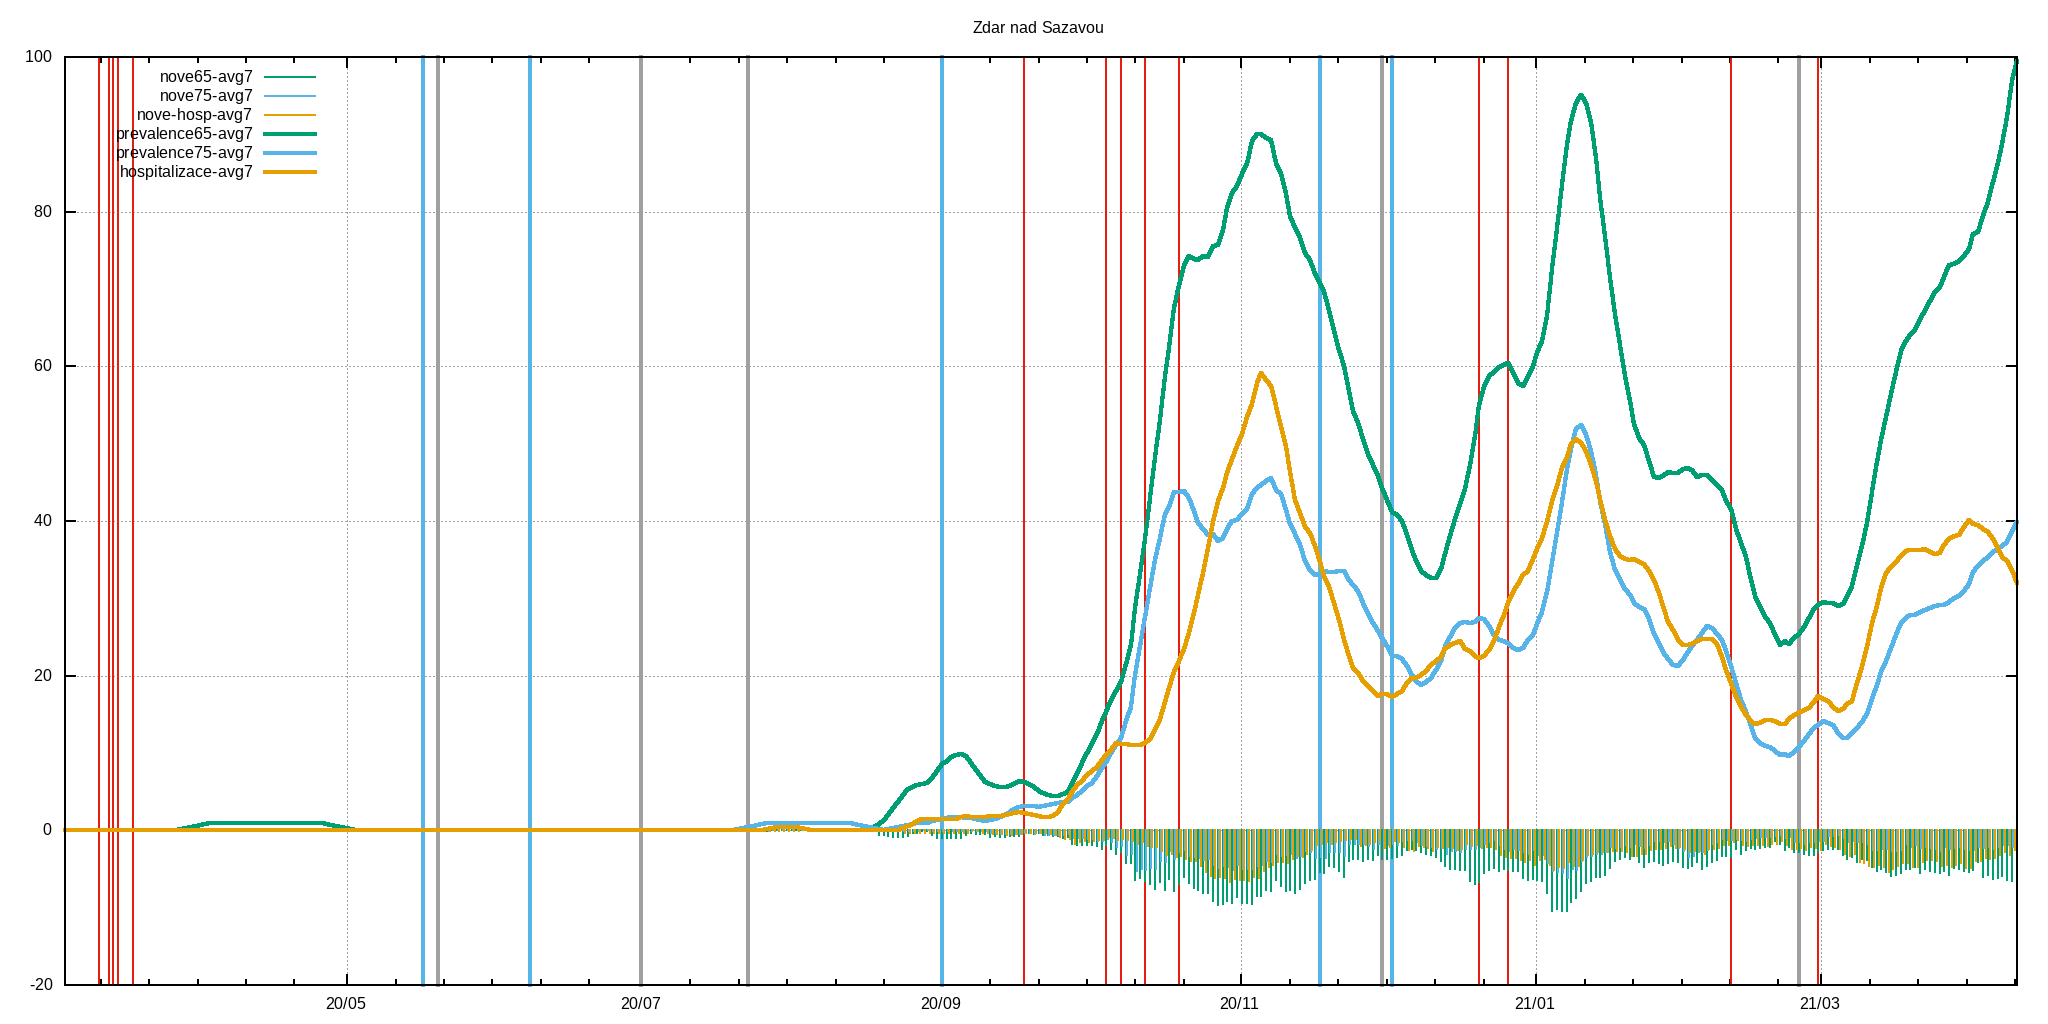 Zdar nad Sazavou
100
80
60
40
20
0
-20
nove65-avg7
nove75-avg7
nove-hosp-avg7
prevalence65-avg7
prevalence75-avg7
hospitalizace-avg7
20/05
20/07
20/09
20/11
21/01
21/03